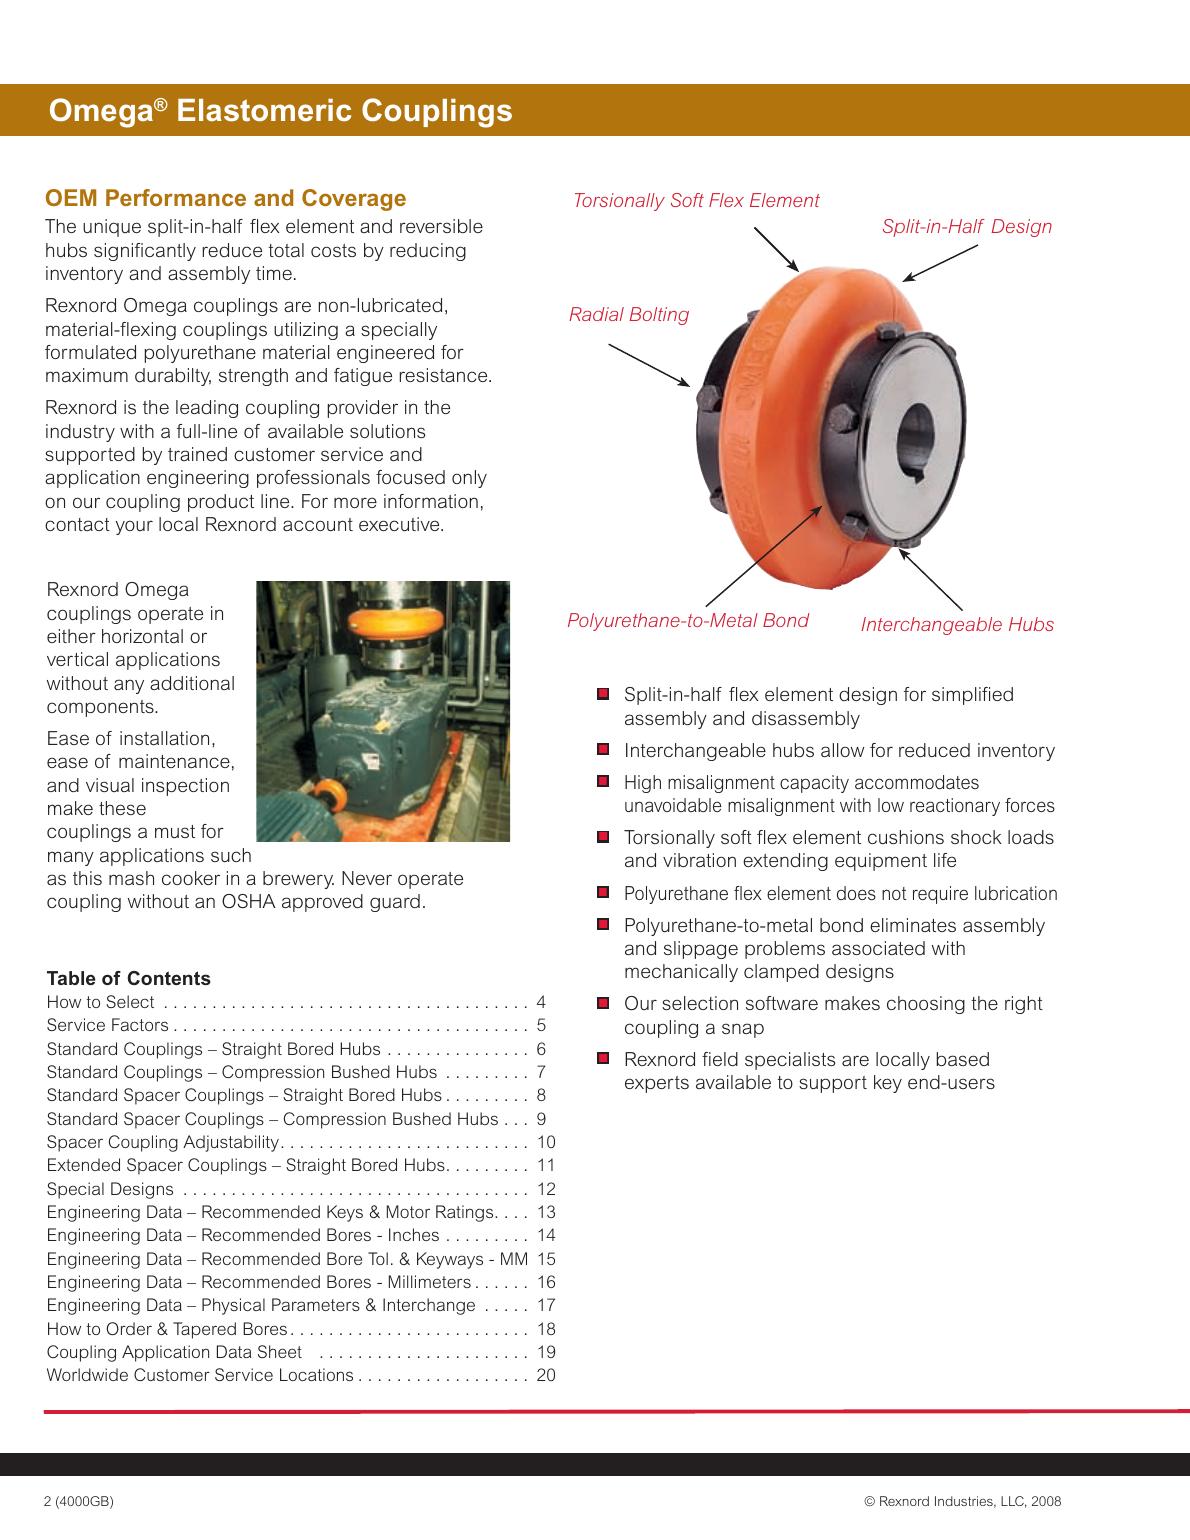 Omega® Elastomeric Couplings
OEM Performance and Coverage
The unique split-in-half flex element and reversible
hubs significantly reduce total costs by reducing
inventory and assembly time.
Rexnord Omega couplings are non-lubricated,
material-flexing couplings utilizing a specially
formulated polyurethane material engineered for
maximum durabilty, strength and fatigue resistance.
Rexnord is the leading coupling provider in the
industry with a full-line of available solutions
supported by trained customer service and
application engineering professionals focused only
on our coupling product line. For more information,
contact your local Rexnord account executive.
Rexnord Omega
couplings operate in
either horizontal or
vertical applications
without any additional
components.
Ease of installation,
ease of maintenance,
and visual inspection
make these
couplings a must for
many applications such
as this mash cooker in a brewery. Never operate
coupling without an OSHA approved guard.
Table of Contents
How to Select . . . . . . . . . . . . . . . . . . . . . . . . . . . . . . . . . . . . . . 4
Service Factors . . . . . . . . . . . . . . . . . . . . . . . . . . . . . . . . . . . . . 5
Standard Couplings – Straight Bored Hubs . . . . . . . . . . . . . . . 6
Standard Couplings – Compression Bushed Hubs . . . . . . . . . 7
Standard Spacer Couplings – Straight Bored Hubs . . . . . . . . . 8
Standard Spacer Couplings – Compression Bushed Hubs . . . 9
Spacer Coupling Adjustability. . . . . . . . . . . . . . . . . . . . . . . . . . 10
Extended Spacer Couplings – Straight Bored Hubs. . . . . . . . . 11
Special Designs . . . . . . . . . . . . . . . . . . . . . . . . . . . . . . . . . . . . 12
Engineering Data – Recommended Keys & Motor Ratings. . . . 13
Engineering Data – Recommended Bores - Inches . . . . . . . . . 14
Engineering Data – Recommended Bore Tol. & Keyways - MM 15
Engineering Data – Recommended Bores - Millimeters . . . . . . 16
Engineering Data – Physical Parameters & Interchange . . . . . 17
How to Order & Tapered Bores . . . . . . . . . . . . . . . . . . . . . . . . . 18
Coupling Application Data Sheet . . . . . . . . . . . . . . . . . . . . . . 19
Worldwide Customer Service Locations . . . . . . . . . . . . . . . . . . 20
Torsionally Soft Flex Element
Split-in-Half Design
Radial Bolting
OMEGA
Polyurethane-to-Metal Bond
Interchangeable Hubs
Split-in-half flex element design for simplified
assembly and disassembly
Interchangeable hubs allow for reduced inventory
High misalignment capacity accommodates
unavoidable misalignment with low reactionary forces
Torsionally soft flex element cushions shock loads
and vibration extending equipment life
Polyurethane flex element does not require lubrication
Polyurethane-to-metal bond eliminates assembly
and slippage problems associated with
mechanically clamped designs
Our selection software makes choosing the right
coupling a snap
Rexnord field specialists are locally based
experts available to support key end-users
2 (4000GB)
© Rexnord Industries, LLC, 2008